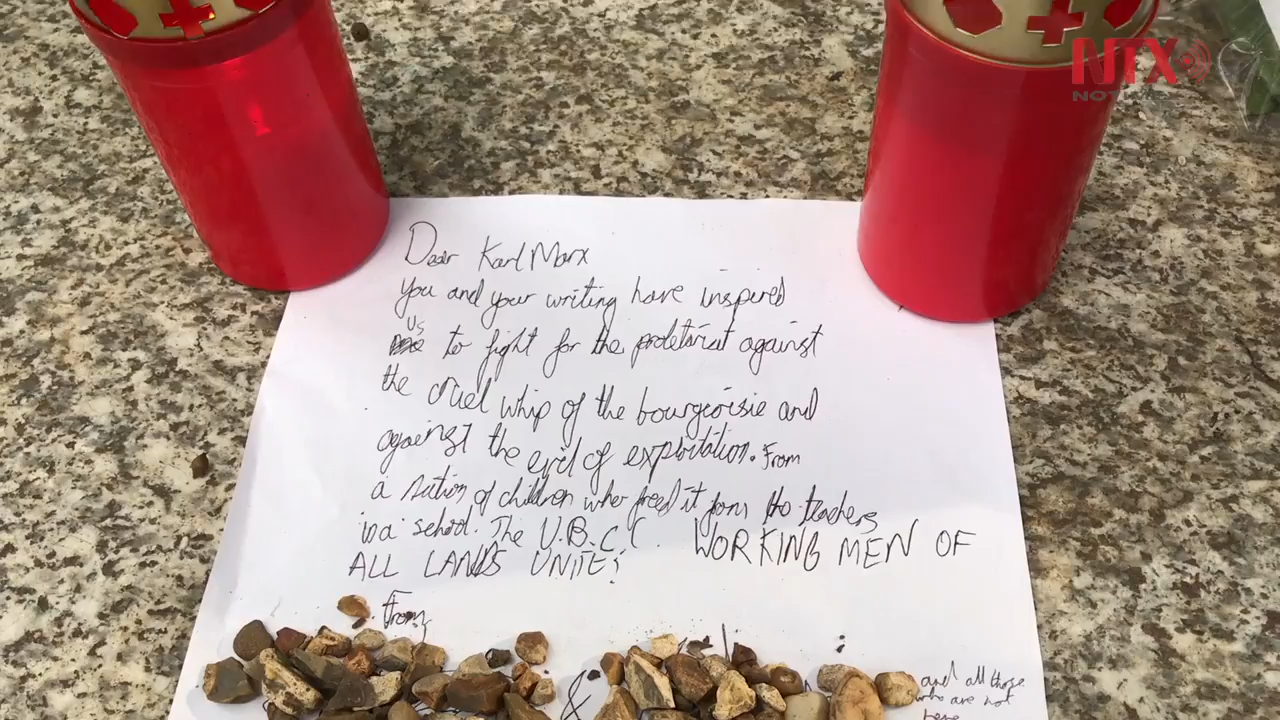 NTX
Dear Karl Marx
You and your writing have inspired
us
to fight for the proletariat against
the cruel whip of the bourgeoisie and
against the evil of exploitation. From
a nation of children who freed it from the teachers
in a school. The U.B.C.C. WORKING MEN OF
ALL LANDS UNITE!
From,
&
and all those
who are not
here